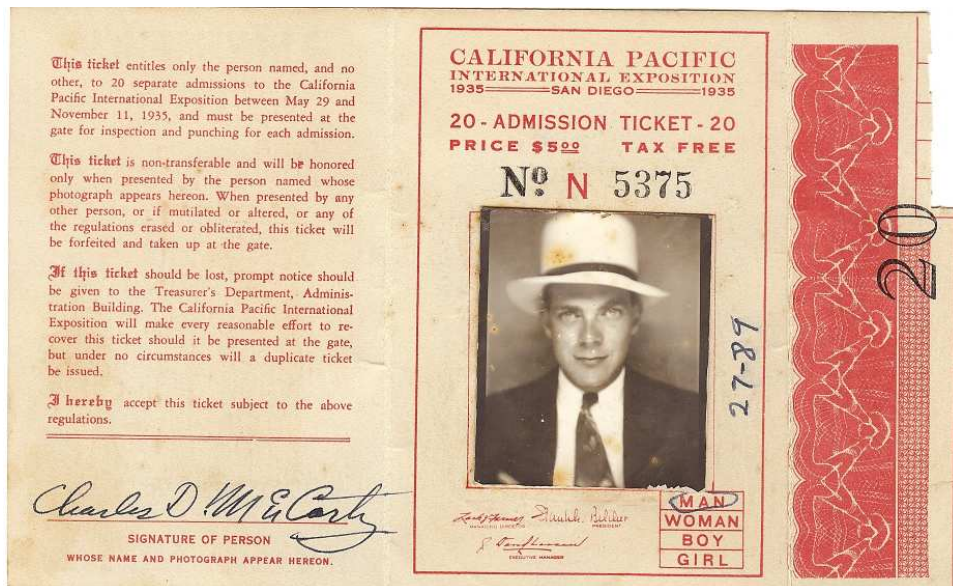 This ticket entitles only the person named, and no
other, to 20 separate admissions to the California
Pacific International Exposition between May 29 and
November 11, 1935, and must be presented at the
gate for inspection and punching for each admission.
This ticket is non-transferable and will be honored
only when presented by the person named whose
photograph appears hereon. When presented by any
other person, or if mutilated or altered, or any of
the regulations erased or obliterated, this ticket will
be forfeited and taken up at the gate.
If this ticket should be lost, prompt notice should
be given to the Treasurer's Department, Adminis-
tration Building. The California Pacific International
Exposition will make every reasonable effort to re-
cover this ticket should it be presented at the gate,
but under no circumstances will a duplicate ticket
be issued.
I hereby accept this ticket subject to the above
regulations.
Charles D. McCarty
SIGNATURE OF PERSON
WHOSE NAME AND PHOTOGRAPH APPEAR HEREON.
CALIFORNIA PACIFIC
INTERNATIONAL EXPOSITION
1935 SAN DIEGO 1935
20 - ADMISSION TICKET - 20
PRICE $5.00 TAX FREE
No N 5375
27-89
MANAGING DIRECTOR
PRESIDENT
EXECUTIVE MANAGER
MAN
WOMAN
BOY
GIRL
20